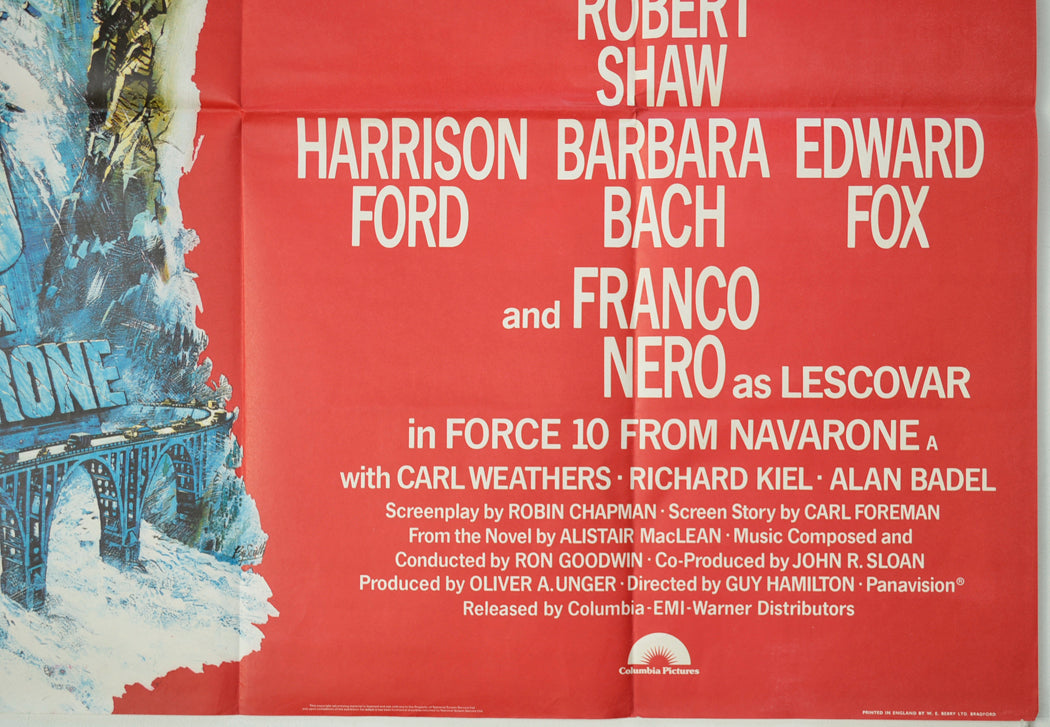 ROBERT
SHAW
HARRISON BARBARA EDWARD
FORD BACH FOX
and FRANCO
NERO as LESCOVAR
RONE
in FORCE 10 FROM NAVARONE A
with CARL WEATHERS · RICHARD KIEL · ALAN BADEL
Screenplay by ROBIN CHAPMAN · Screen Story by CARL FOREMAN
From the Novel by ALISTAIR MacLEAN · Music Composed and
Conducted by RON GOODWIN · Co-Produced by JOHN R. SLOAN
Produced by OLIVER A. UNGER · Directed by GUY HAMILTON · Panavision®
Released by Columbia-EMI-Warner Distributors
Columbia Pictures
PRINTED IN ENGLAND BY W. E. BERRY LTD. BRADFORD.